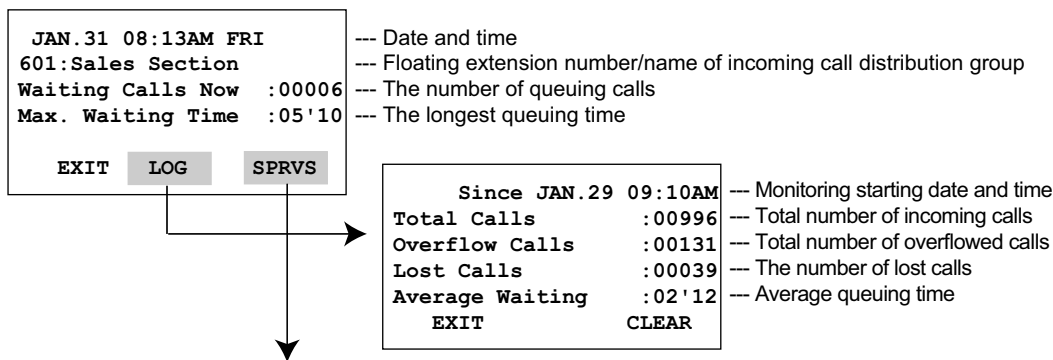 JAN.31 08:13AM FRI --- Date and time
601:Sales Section --- Floating extension number/name of incoming call distribution group
Waiting Calls Now :00006 --- The number of queuing calls
Max. Waiting Time :05'10 --- The longest queuing time
EXIT LOG SPRVS
Since JAN.29 09:10AM --- Monitoring starting date and time
Total Calls :00996 --- Total number of incoming calls
Overflow Calls :00131 --- Total number of overflowed calls
Lost Calls :00039 --- The number of lost calls
Average Waiting :02'12 --- Average queuing time
EXIT CLEAR